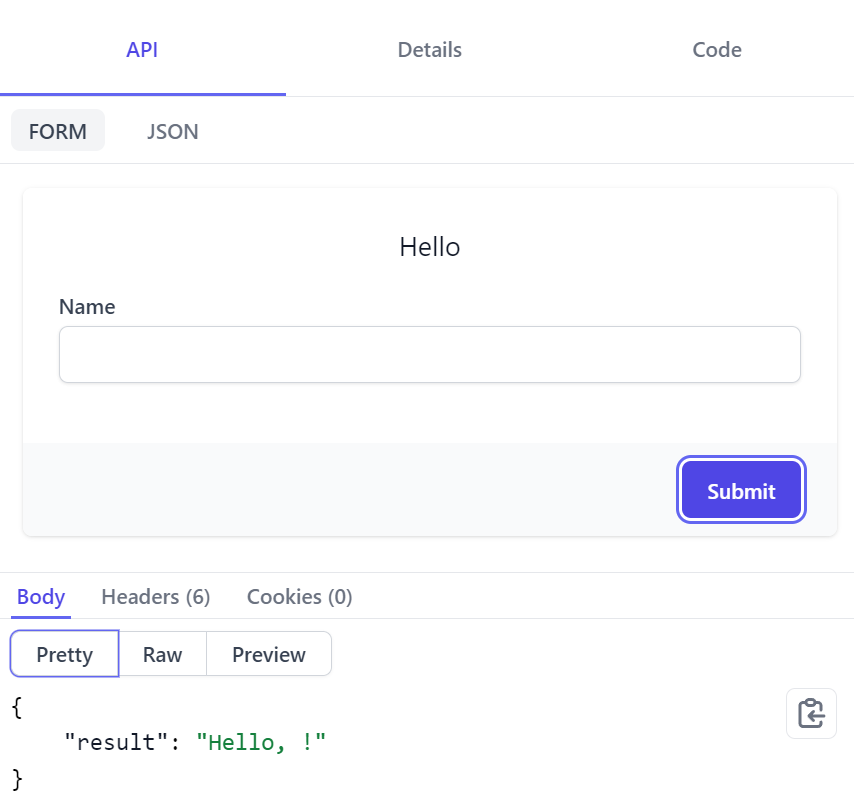 API Details Code
FORM JSON
Hello
Name
Submit
Body Headers (6) Cookies (0)
Pretty Raw Preview
{
    "result": "Hello, !"
}